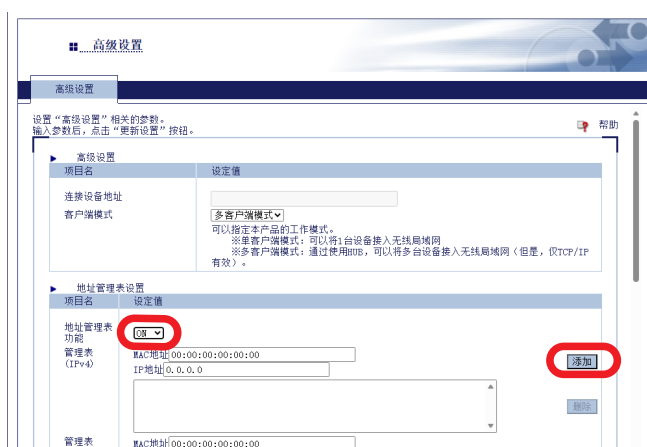 高级设置
高级设置
设置“高级设置”相关的参数。
输入参数后，点击“更新设置”按钮。
帮助
高级设置
项目名 设定值
连接设备地址
客户端模式 多客户端模式
可以指定本产品的工作模式。
※单客户端模式：可以将1台设备接入无线局域网
※多客户端模式：通过使用HUB，可以将多台设备接入无线局域网（但是，仅TCP/IP
有效）。
地址管理表设置
项目名 设定值
地址管理表
功能 ON
管理表
(IPv4) MAC地址 00:00:00:00:00:00
IP地址 0.0.0.0
添加
删除
管理表 MAC地址 00:00:00:00:00:00